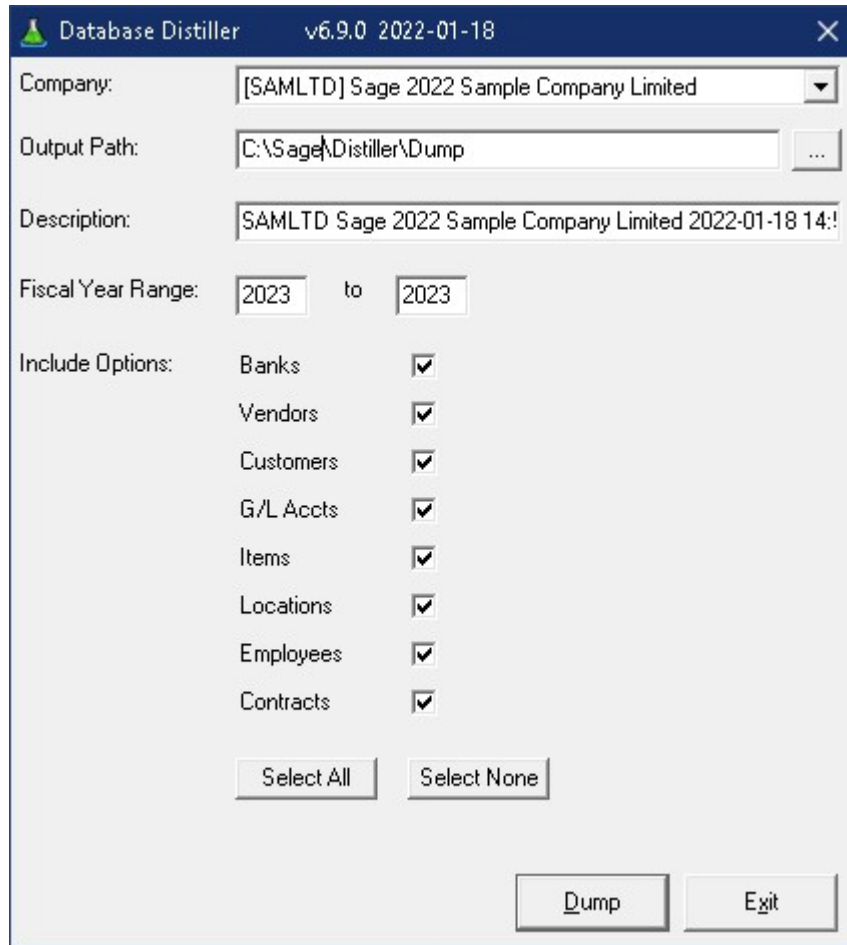 Database Distiller v6.9.0 2022-01-18
Company: [SAMLTD] Sage 2022 Sample Company Limited
Output Path: C:\Sage\Distiller\Dump ...
Description: SAMLTD Sage 2022 Sample Company Limited 2022-01-18 14:
Fiscal Year Range: 2023 to 2023
Include Options: Banks
Vendors
Customers
G/L Accts
Items
Locations
Employees
Contracts
Select All Select None
Dump Exit